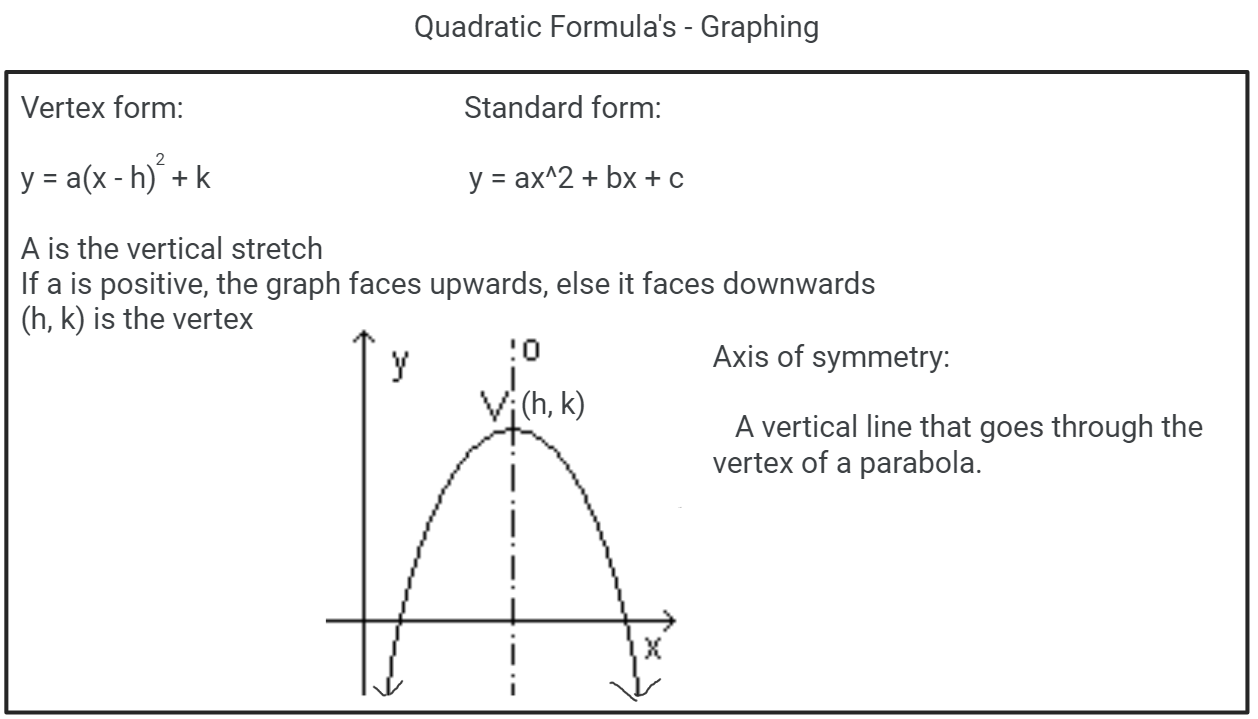 Quadratic Formula's - Graphing
Vertex form:
Standard form:
y = a(x - h)² + k
y = ax^2 + bx + c
A is the vertical stretch
If a is positive, the graph faces upwards, else it faces downwards
(h, k) is the vertex
y
o
V (h, k)
x
Axis of symmetry:
A vertical line that goes through the
vertex of a parabola.